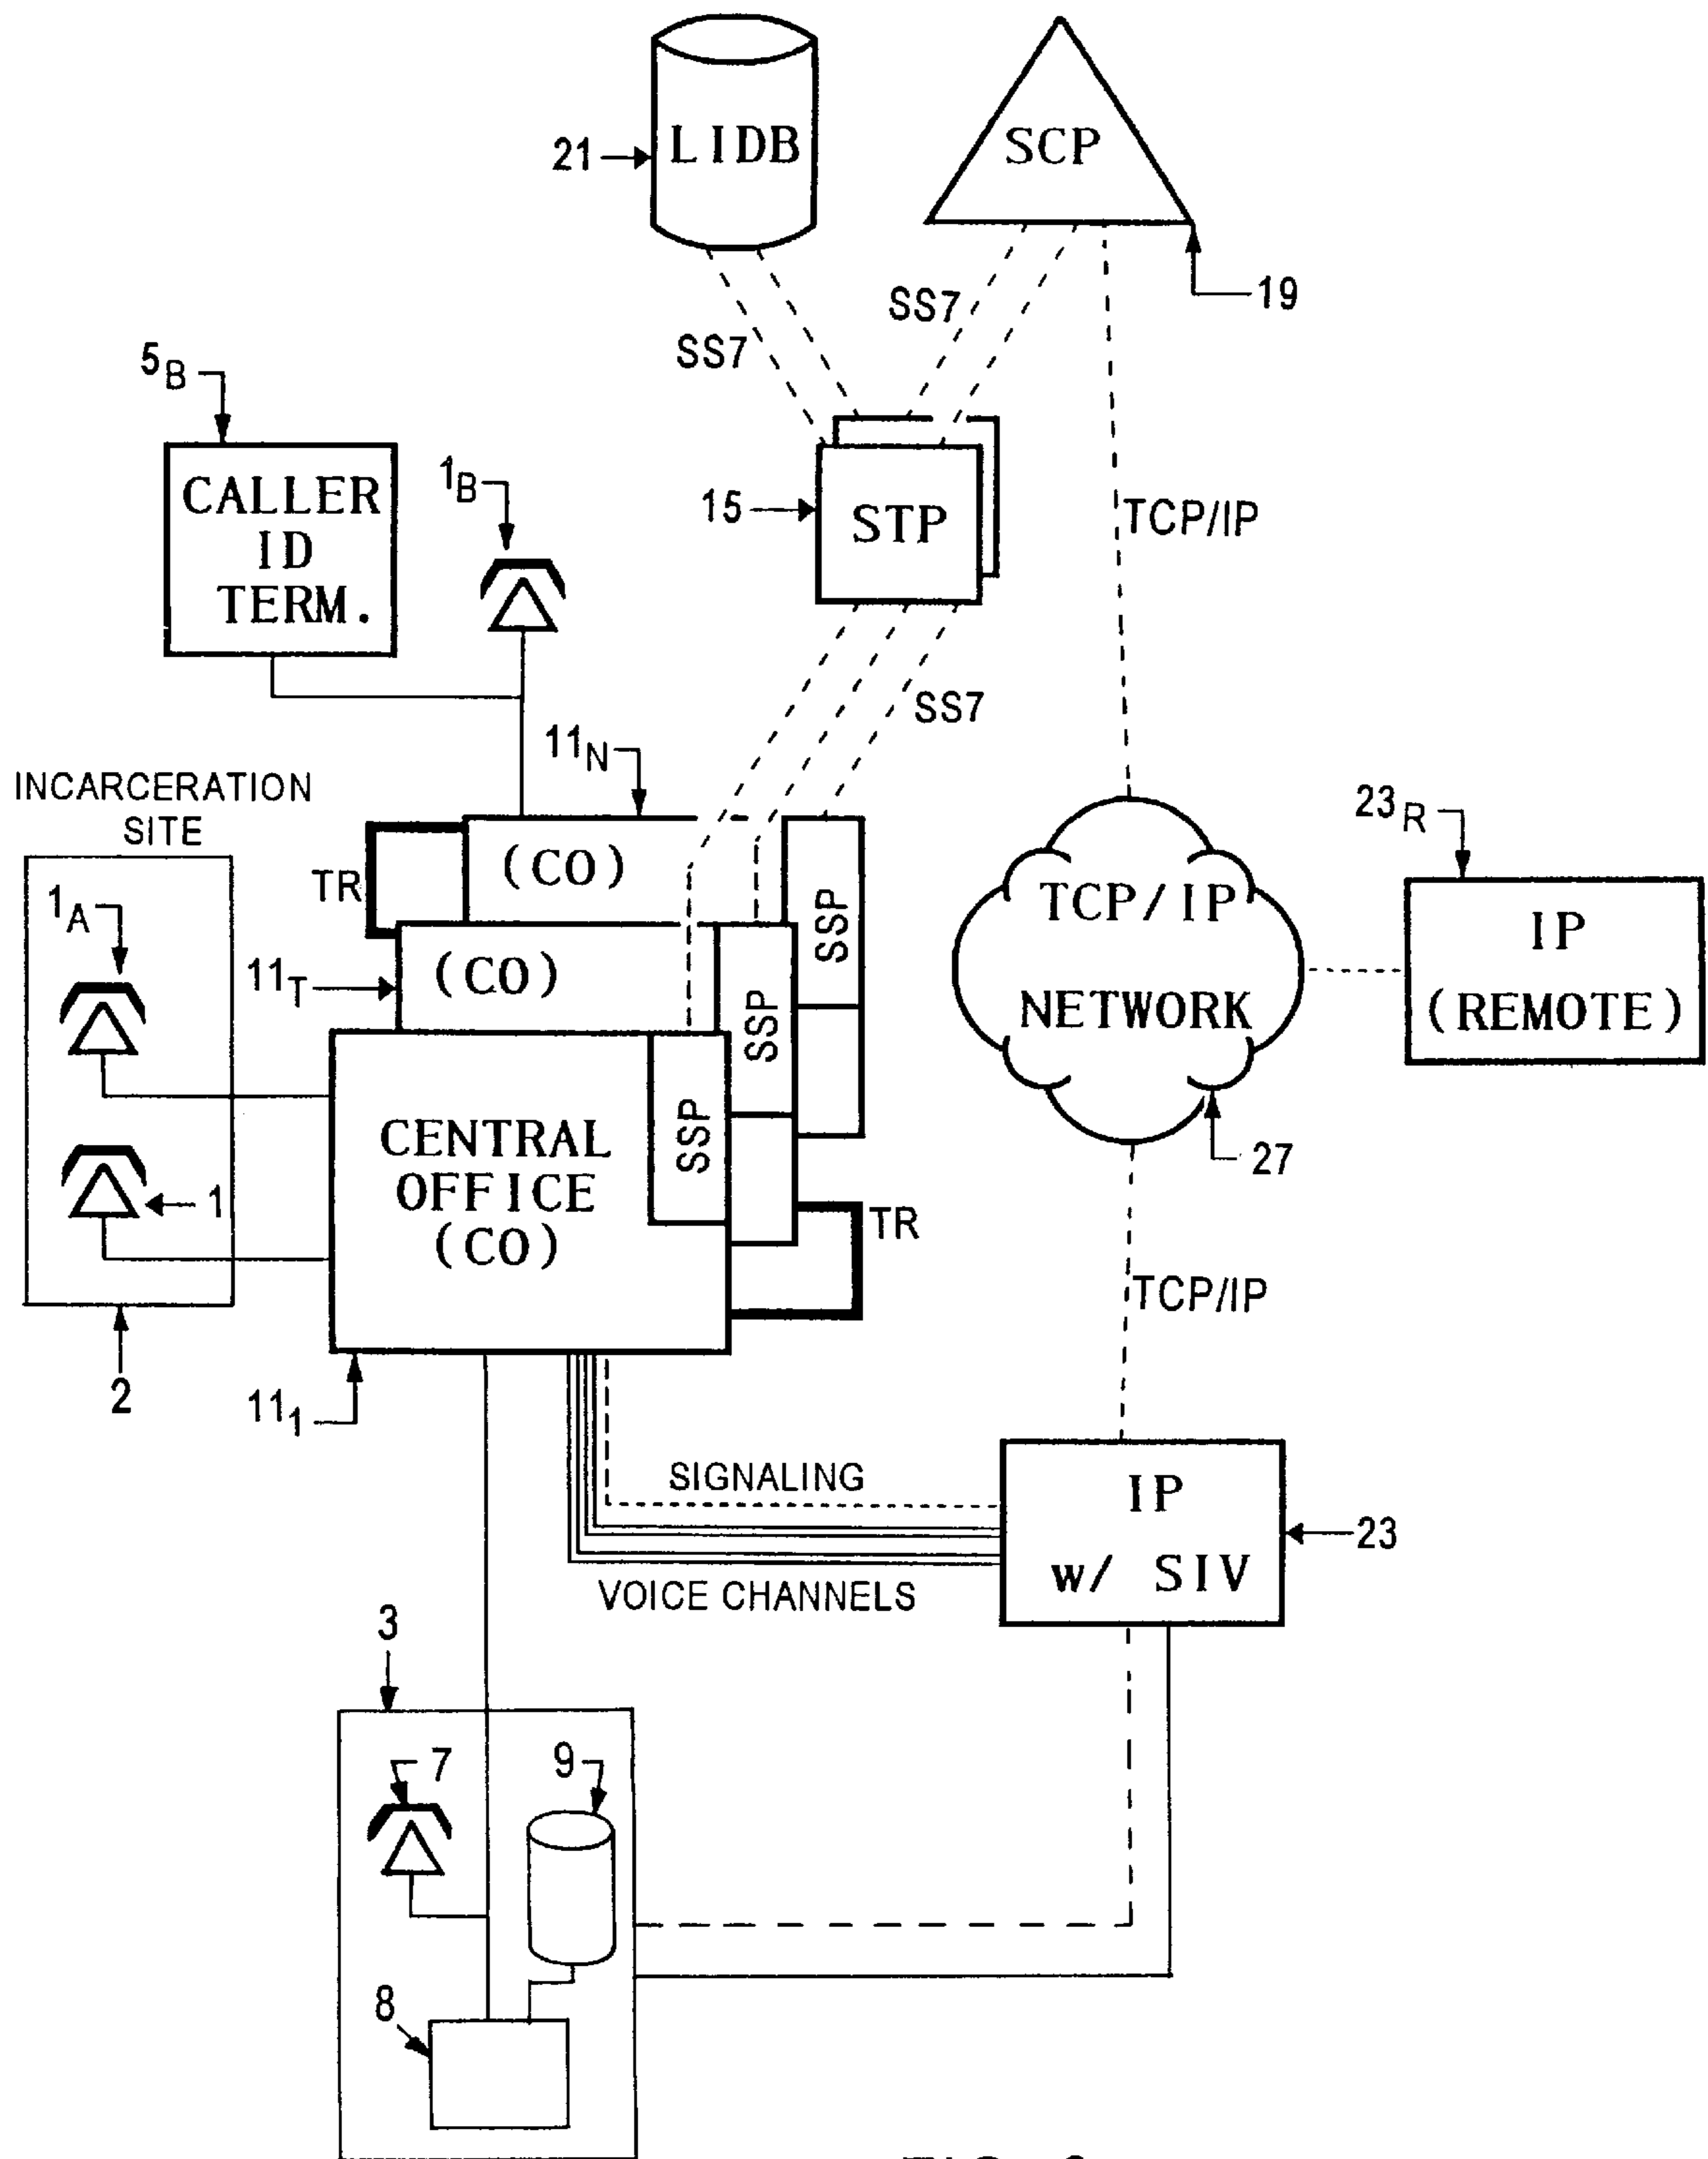 LIDB
SCP
21
19
SS7
SS7
5B
CALLER
ID
TERM.
1B
15
STP
TCP/IP
SS7
11N
INCARCERATION
SITE
23R
TR
(CO)
SSP
1A
TCP/IP
NETWORK
IP
(REMOTE)
11T
(CO)
SSP
CENTRAL
OFFICE
(CO)
SSP
1
27
TR
TCP/IP
2
111
SIGNALING
IP
w/ SIV
23
VOICE CHANNELS
3
7
9
8